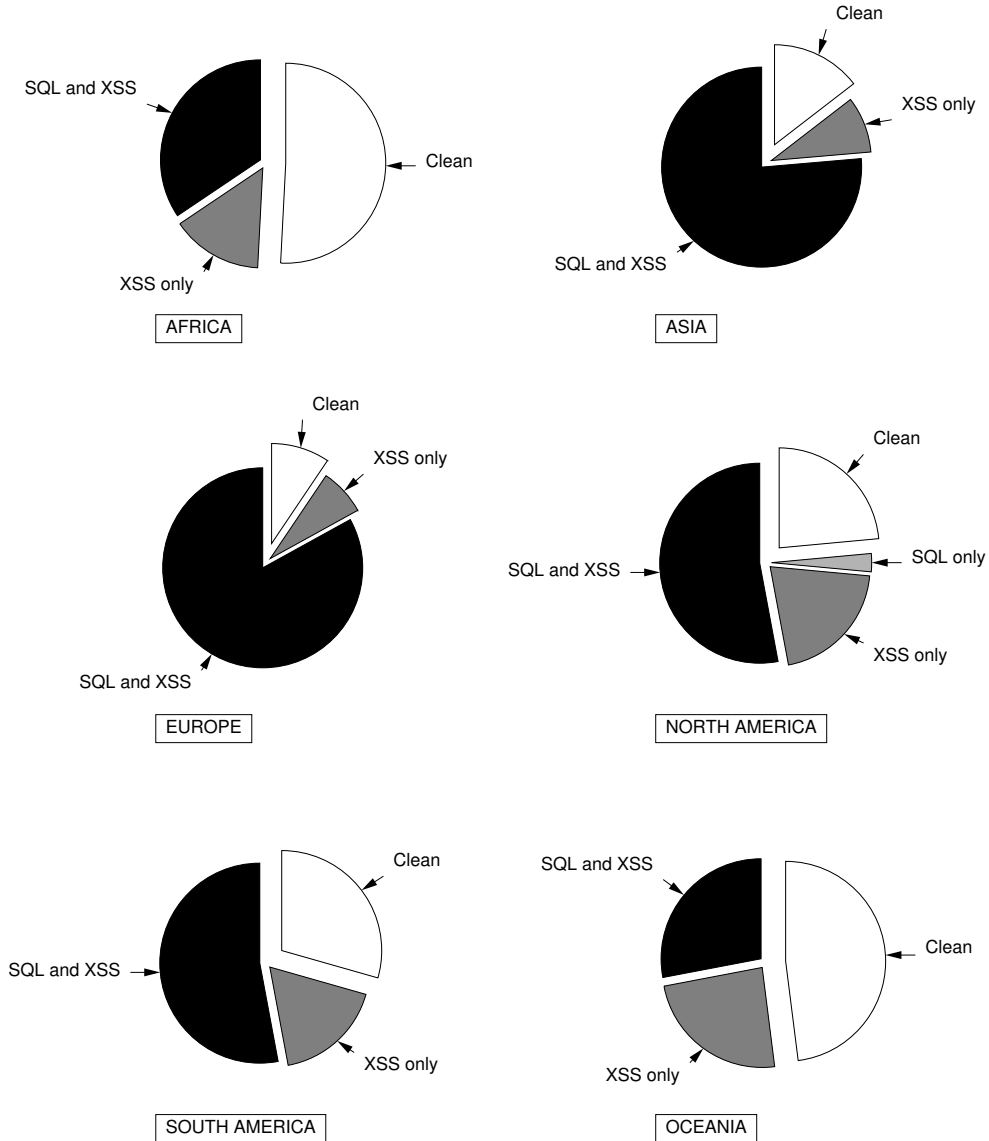 SQL and XSS
Clean
XSS only
AFRICA
Clean
XSS only
SQL and XSS
ASIA
Clean
XSS only
SQL and XSS
EUROPE
Clean
SQL only
SQL and XSS
XSS only
NORTH AMERICA
Clean
SQL and XSS
XSS only
SOUTH AMERICA
SQL and XSS
Clean
XSS only
OCEANIA